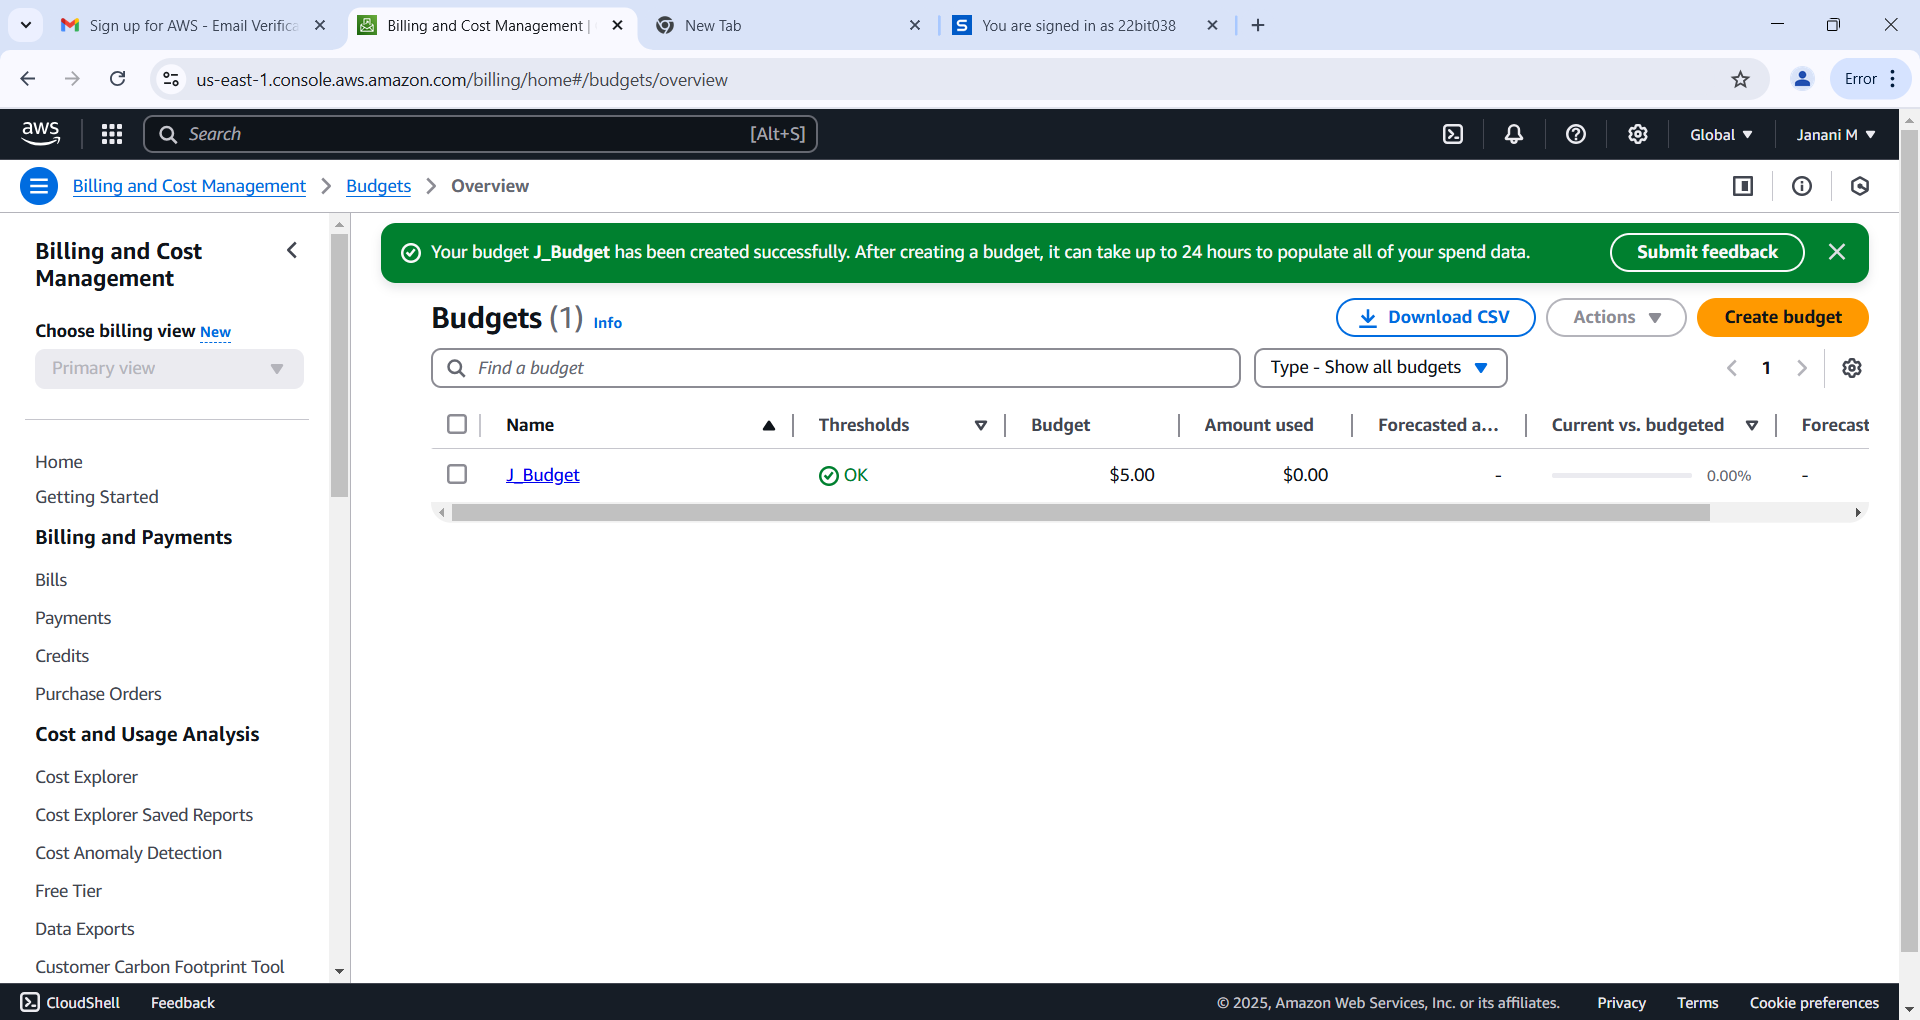 Sign up for AWS - Email Verifica
Billing and Cost Management |
New Tab
You are signed in as 22bit038
us-east-1.console.aws.amazon.com/billing/home#/budgets/overview
Error
aws
Search
[Alt+S]
Global
Janani M
Billing and Cost Management
Budgets
Overview
Billing and Cost
Management
Choose billing view New
Primary view
Home
Getting Started
Billing and Payments
Bills
Payments
Credits
Purchase Orders
Cost and Usage Analysis
Cost Explorer
Cost Explorer Saved Reports
Cost Anomaly Detection
Free Tier
Data Exports
Customer Carbon Footprint Tool
Your budget J_Budget has been created successfully. After creating a budget, it can take up to 24 hours to populate all of your spend data.
Submit feedback
Budgets (1) Info
Download CSV
Actions
Create budget
Find a budget
Type - Show all budgets
1
Name
Thresholds
Budget
Amount used
Forecasted a...
Current vs. budgeted
Forecast
J_Budget
OK
$5.00
$0.00
-
0.00%
-
CloudShell
Feedback
© 2025, Amazon Web Services, Inc. or its affiliates.
Privacy
Terms
Cookie preferences